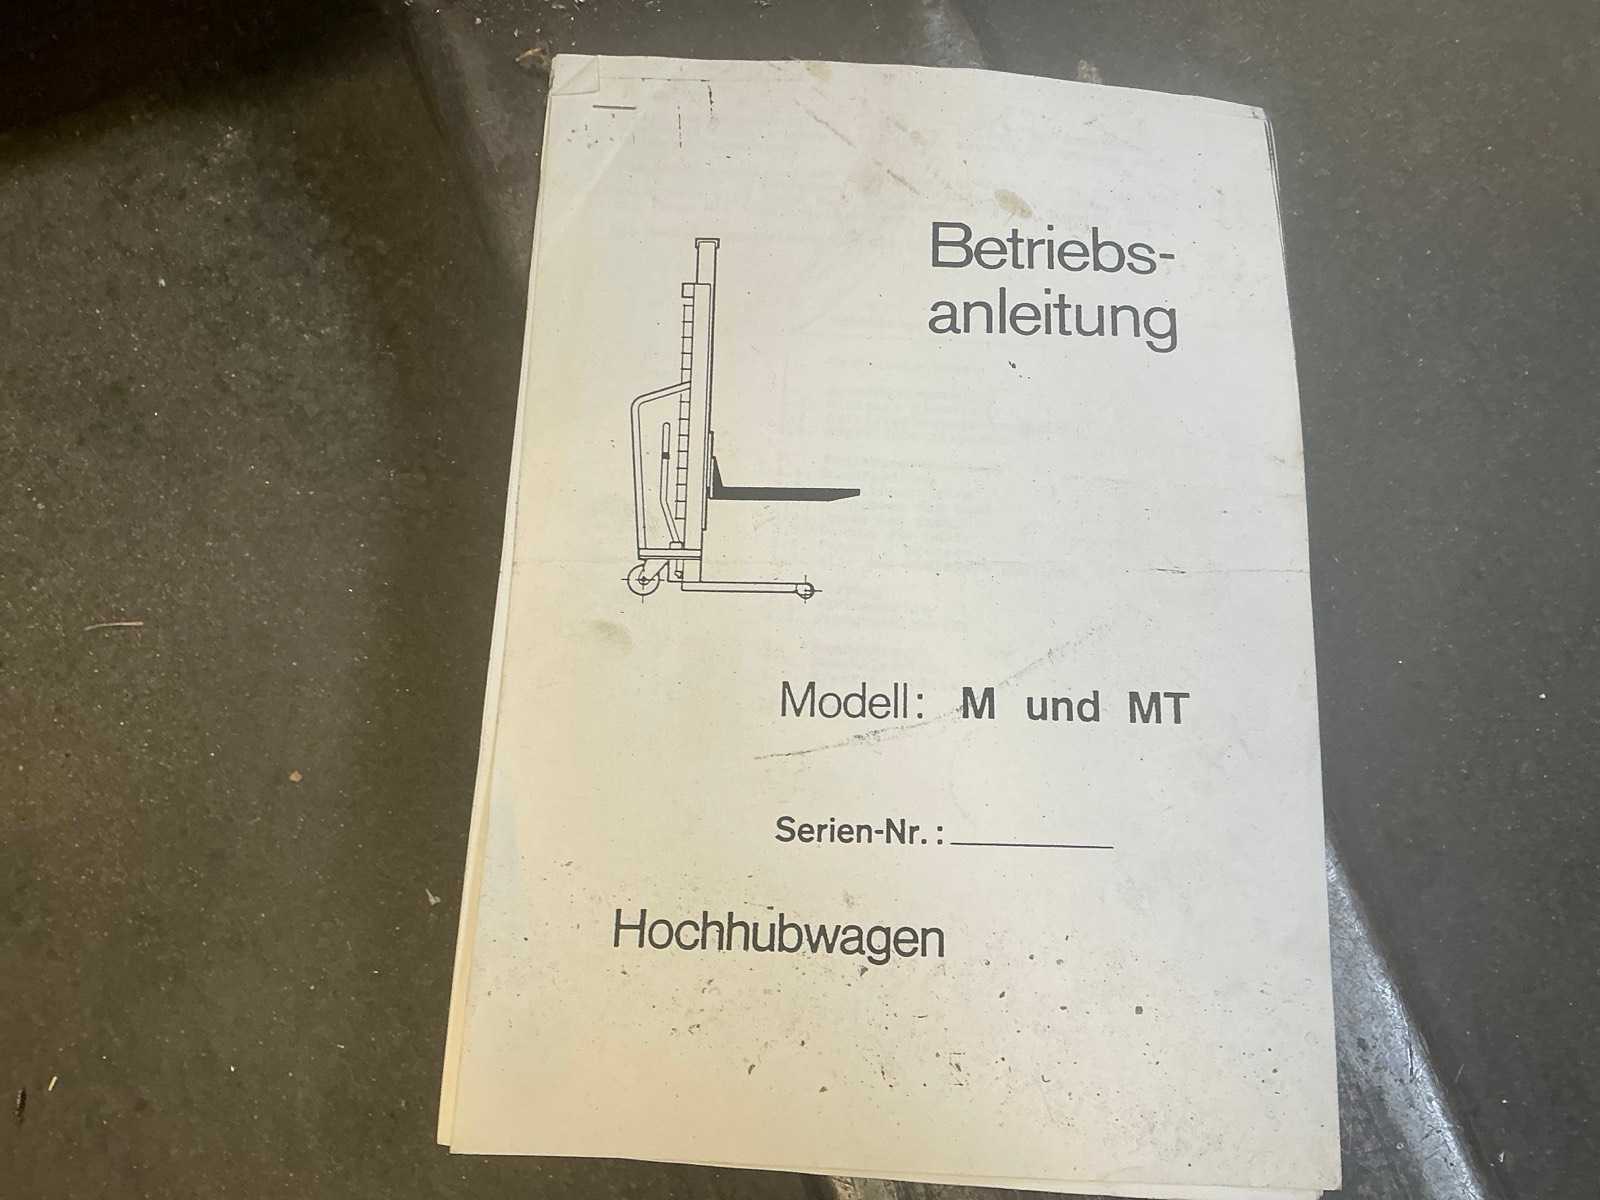 Betriebs-
anleitung
Modell: M und MT
Serien-Nr.:
Hochhubwagen